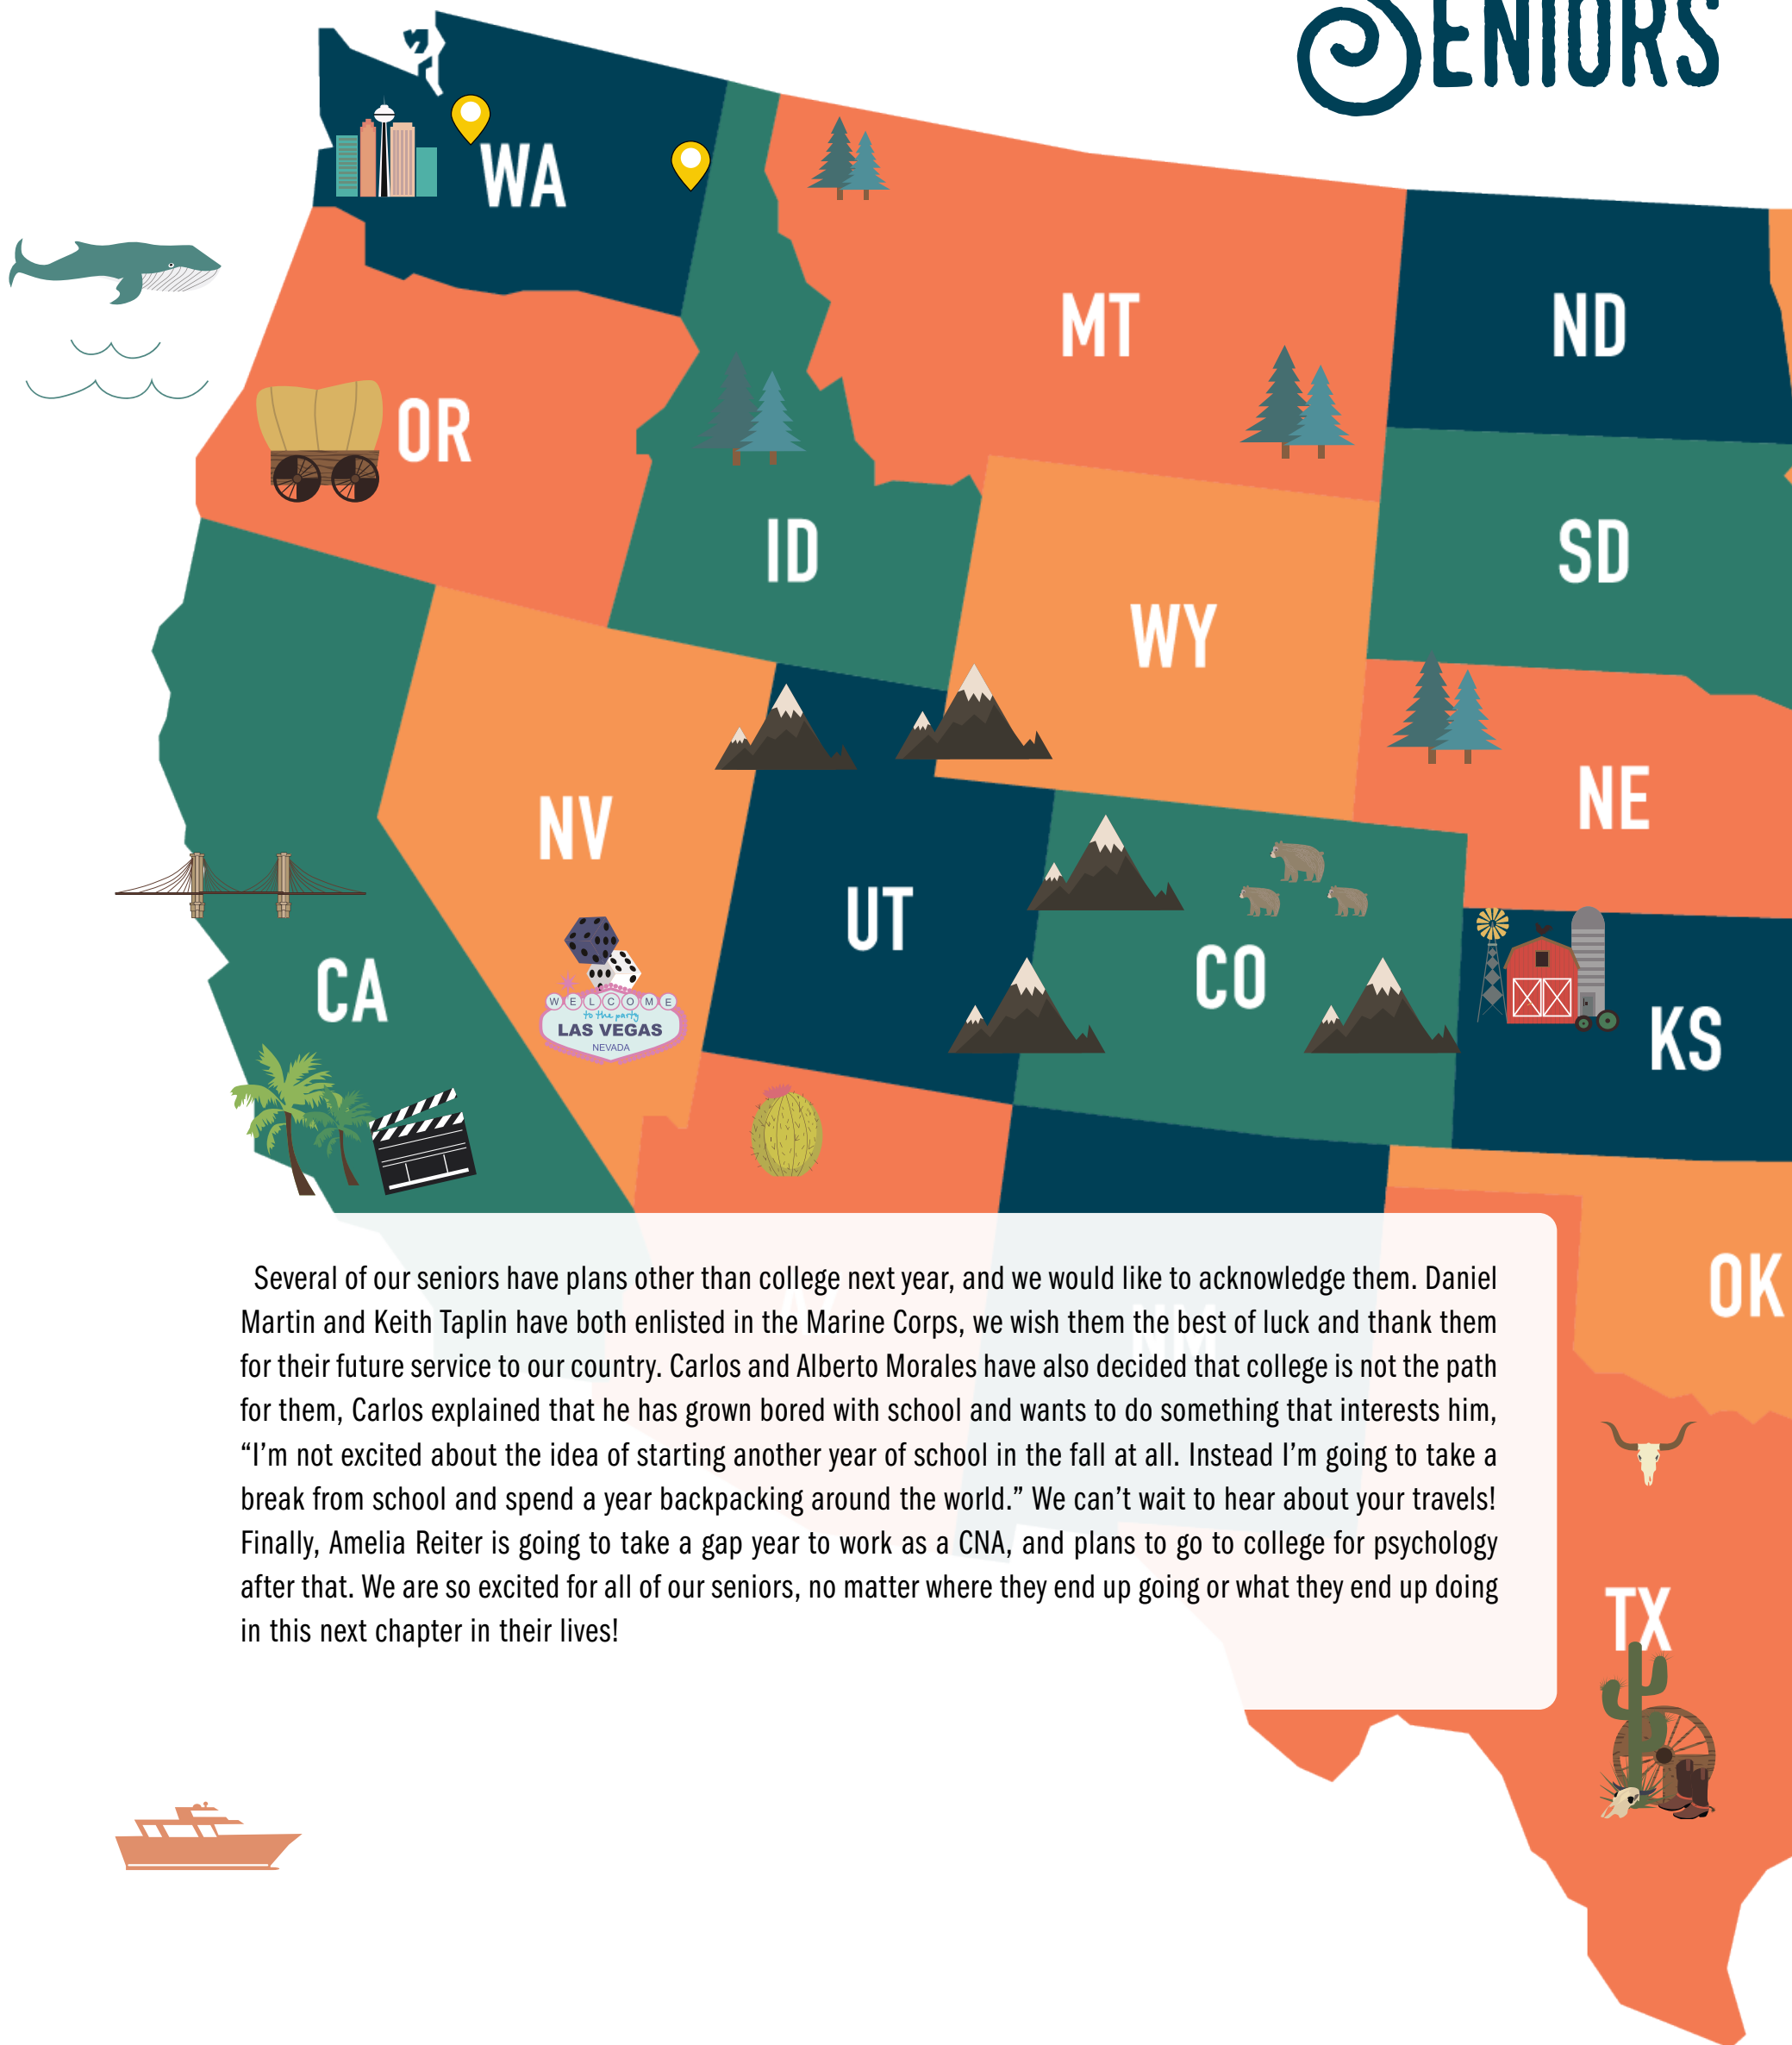 SENIORS
WA
MT
ND
OR
ID
SD
WY
NE
NV
UT
CO
CA
WELCOME
to the party
LAS VEGAS
NEVADA
KS
OK
NM
Several of our seniors have plans other than college next year, and we would like to acknowledge them. Daniel
Martin and Keith Taplin have both enlisted in the Marine Corps, we wish them the best of luck and thank them
for their future service to our country. Carlos and Alberto Morales have also decided that college is not the path
for them, Carlos explained that he has grown bored with school and wants to do something that interests him,
“I’m not excited about the idea of starting another year of school in the fall at all. Instead I’m going to take a
break from school and spend a year backpacking around the world.” We can’t wait to hear about your travels!
Finally, Amelia Reiter is going to take a gap year to work as a CNA, and plans to go to college for psychology
after that. We are so excited for all of our seniors, no matter where they end up going or what they end up doing
in this next chapter in their lives!
TX